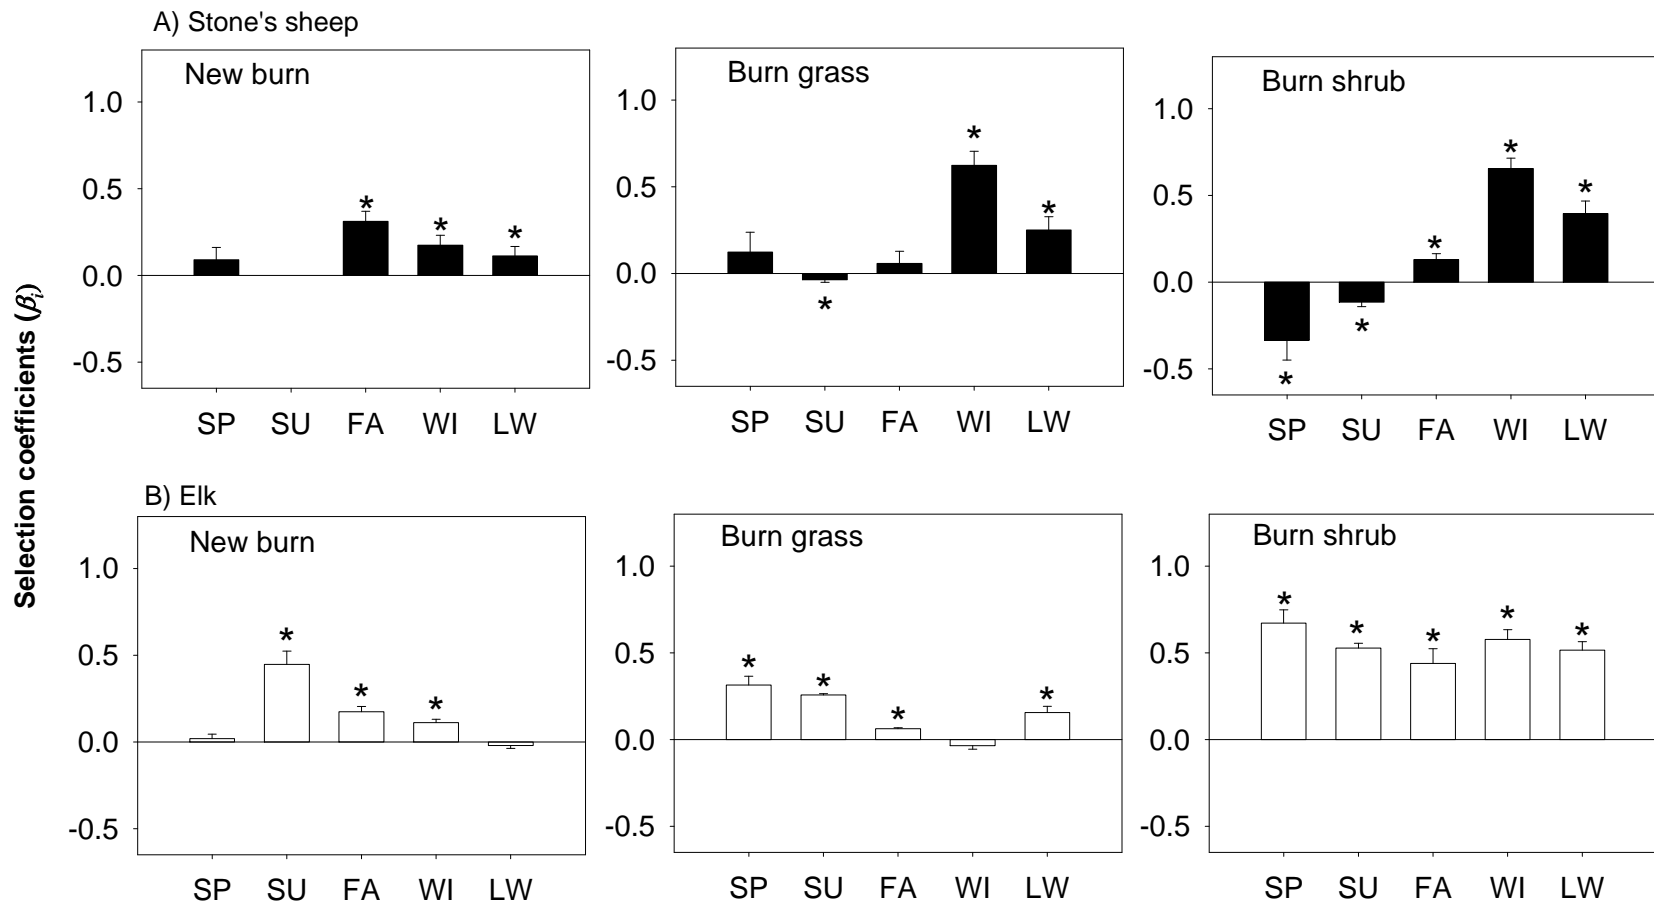 A) Stone's sheep
New burn
Burn grass
Burn shrub
1.0
0.5
0.0
-0.5
* * *
SP SU FA WI LW
1.0
0.5
0.0
-0.5
* * *
SP SU FA WI LW
1.0
0.5
0.0
-0.5
* * * * *
SP SU FA WI LW
Selection coefficients (βi)
B) Elk
New burn
Burn grass
Burn shrub
1.0
0.5
0.0
-0.5
* * *
SP SU FA WI LW
1.0
0.5
0.0
-0.5
* * * *
SP SU FA WI LW
1.0
0.5
0.0
-0.5
* * * * *
SP SU FA WI LW